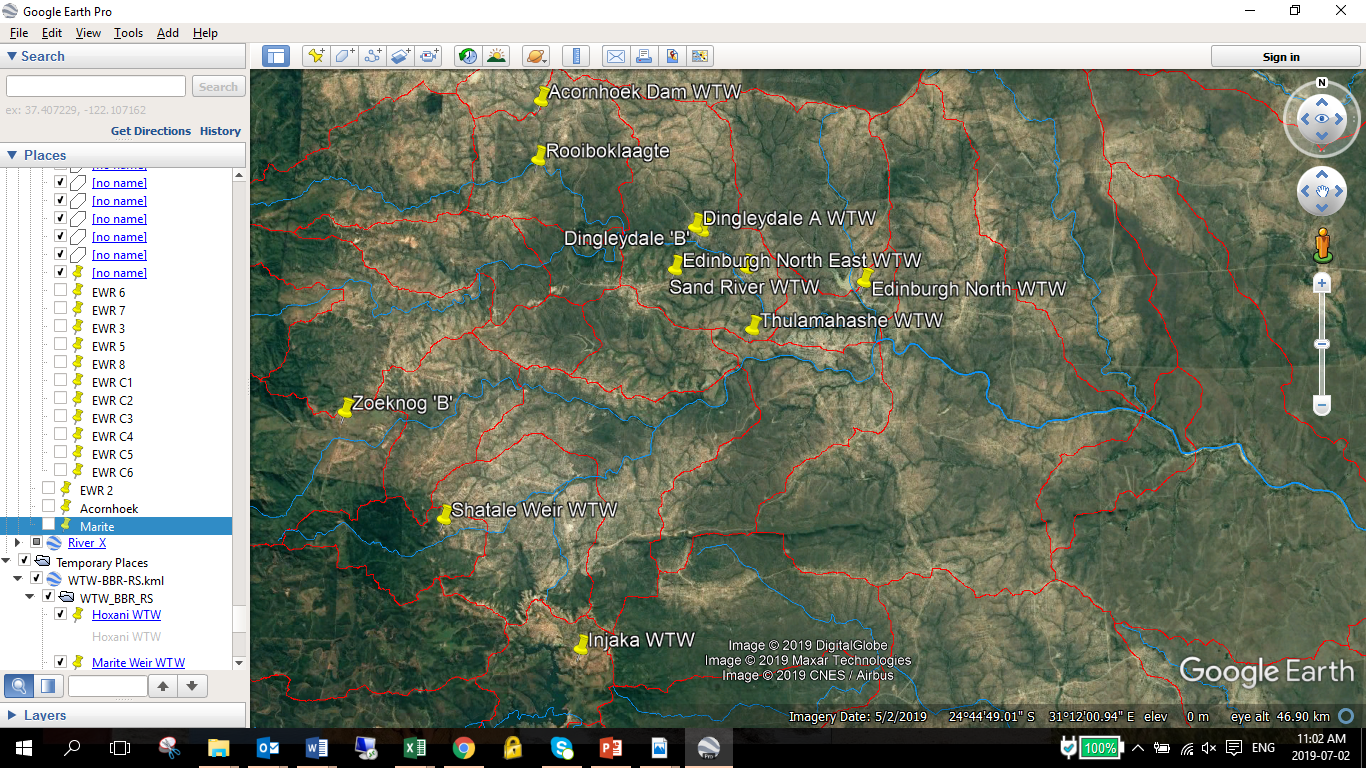 Google Earth Pro
File Edit View Tools Add Help
Search
Sign in
Search
ex: 37.407229, -122.107162
Get Directions History
Places
[no name]
[no name]
[no name]
[no name]
[no name]
[no name]
[no name]
EWR 6
EWR 7
EWR 3
EWR 5
EWR 8
EWR C1
EWR C2
EWR C3
EWR C4
EWR C5
EWR C6
EWR 2
Acornhoek
Marite
River_X
Temporary Places
WTW-BBR-RS.kml
WTW_BBR_RS
Hoxani WTW
Hoxani WTW
Marite Weir WTW
Layers
N
Acornhoek Dam WTW
Rooiboklaagte
Dingleydale A WTW
Dingleydale 'B'
Edinburgh North East WTW
Sand River WTW
Edinburgh North WTW
Thulamahashe WTW
Zoeknog 'B'
Shatale Weir WTW
Injaka WTW
Image © 2019 DigitalGlobe
Image © 2019 Maxar Technologies
Image © 2019 CNES / Airbus
Google Earth
Imagery Date: 5/2/2019 24°44'49.01" S 31°12'00.94" E elev 0 m eye alt 46.90 km
100%
ENG
11:02 AM
2019-07-02